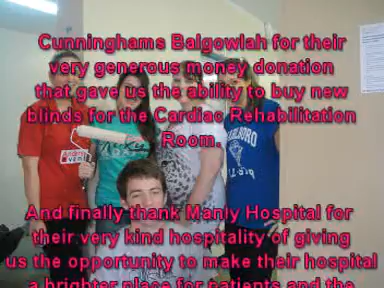 Cunninghams Balgowlah for their
very generous money donation
that gave us the ability to buy new
blinds for the Cardiac Rehabilitation
Room.
And finally thank Manly Hospital for
their very kind hospitality of giving
us the opportunity to make their hospital
a brighter place for patients and the